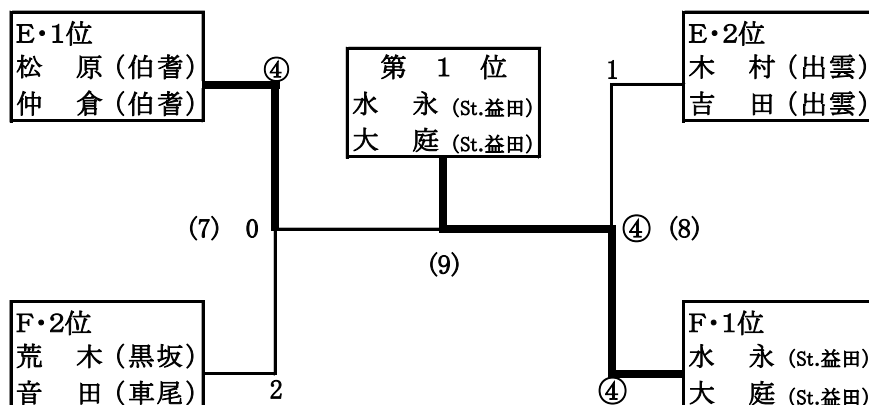 E・1位
松 原 (伯耆)
仲 倉 (伯耆)
④
第 1 位
水 永 (St.益田)
大 庭 (St.益田)
1
E・2位
木 村 (出雲)
吉 田 (出雲)
(7) 0
④ (8)
(9)
F・2位
荒 木 (黒坂)
音 田 (車尾)
2
④
F・1位
水 永 (St.益田)
大 庭 (St.益田)